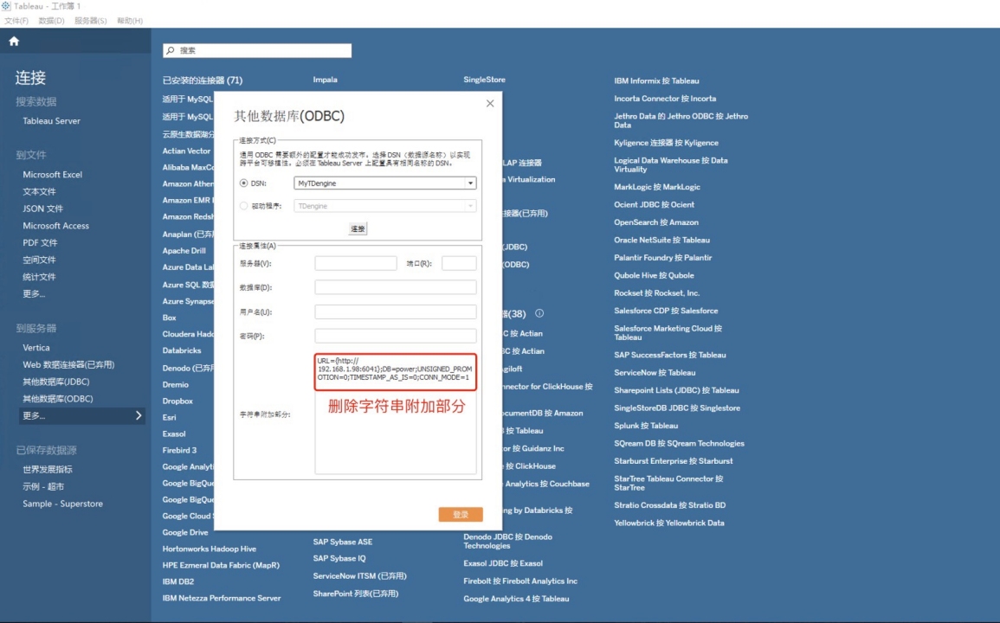 Tableau - 工作簿 1
文件(F) 数据(D) 服务器(S) 帮助(H)
连接
搜索数据
Tableau Server
到文件
Microsoft Excel
文本文件
JSON 文件
Microsoft Access
PDF 文件
空间文件
统计文件
更多...
到服务器
Vertica
Web 数据连接器(已弃用)
其他数据库(JDBC)
其他数据库(ODBC)
更多...
已保存数据源
世界发展指标
示例 - 超市
Sample - Superstore
搜索
已安装的连接器 (71)
适用于 MySQL
适用于 MySQL
云原生数据湖分
Actian Vector
Alibaba MaxCo
Amazon Athen
Amazon EMR
Amazon Redsh
Anaplan (已弃
Apache Drill
Azure Data Lak
Azure SQL 数据
Azure Synapse
Box
Cloudera Hado
Databricks
Denodo (已弃
Dremio
Dropbox
Esri
Exasol
Firebird 3
Google Analyti
Google BigQue
Google BigQue
Google Cloud
Google Drive
Hortonworks Hadoop Hive
HPE Ezmeral Data Fabric (MapR)
IBM DB2
IBM Netezza Performance Server
Impala
SAP Sybase ASE
SAP Sybase IQ
ServiceNow ITSM (已弃用)
SharePoint 列表(已弃用)
其他数据库(ODBC)
连接方式(C)
通用 ODBC 需要额外的配置才能成功发布。选择 DSN（数据源名称）以实现
跨平台可移植性。必须在 Tableau Server 上配置具有相同名称的 DSN。
DSN: MyTDengine
驱动程序: TDengine
连接
连接属性(A)
服务器(V): 端口(R):
数据库(D):
用户名(U):
密码(P):
URL={http://
192.168.1.98:6041};DB=power;UNSIGNED_PROM
OTION=0;TIMESTAMP_AS_IS=0;CONN_MODE=1
删除字符串附加部分
字符串附加部分:
登录
SingleStore
LAP 连接器
a Virtualization
接器(已弃用)
(JDBC)
(ODBC)
器(38)
C 按 Actian
BC 按 Actian
giloft
nnector for ClickHouse 按
cumentDB 按 Amazon
按 Tableau
or 按 Guidanz Inc
按 ClickHouse
Analytics 按 Couchbase
ing by Databricks 按
Denodo JDBC 按 Denodo
Technologies
Exasol JDBC 按 Exasol
Firebolt 按 Firebolt Analytics Inc
Google Analytics 4 按 Tableau
IBM Informix 按 Tableau
Incorta Connector 按 Incorta
Jethro Data 的 Jethro ODBC 按 Jethro
Data
Kyligence 连接器 按 Kyligence
Logical Data Warehouse 按 Data
Virtuality
MarkLogic 按 MarkLogic
Ocient JDBC 按 Ocient
OpenSearch 按 Amazon
Oracle NetSuite 按 Tableau
Palantir Foundry 按 Palantir
Qubole Hive 按 Qubole
Rockset 按 Rockset, Inc.
Salesforce CDP 按 Salesforce
Salesforce Marketing Cloud 按
Tableau
SAP SuccessFactors 按 Tableau
ServiceNow 按 Tableau
Sharepoint Lists (JDBC) 按 Tableau
SingleStoreDB JDBC 按 Singlestore
Splunk 按 Tableau
SQream DB 按 SQream Technologies
Starburst Enterprise 按 Starburst
StarTree Tableau Connector 按
StarTree
Stratio Crossdata 按 Stratio BD
Yellowbrick 按 Yellowbrick Data